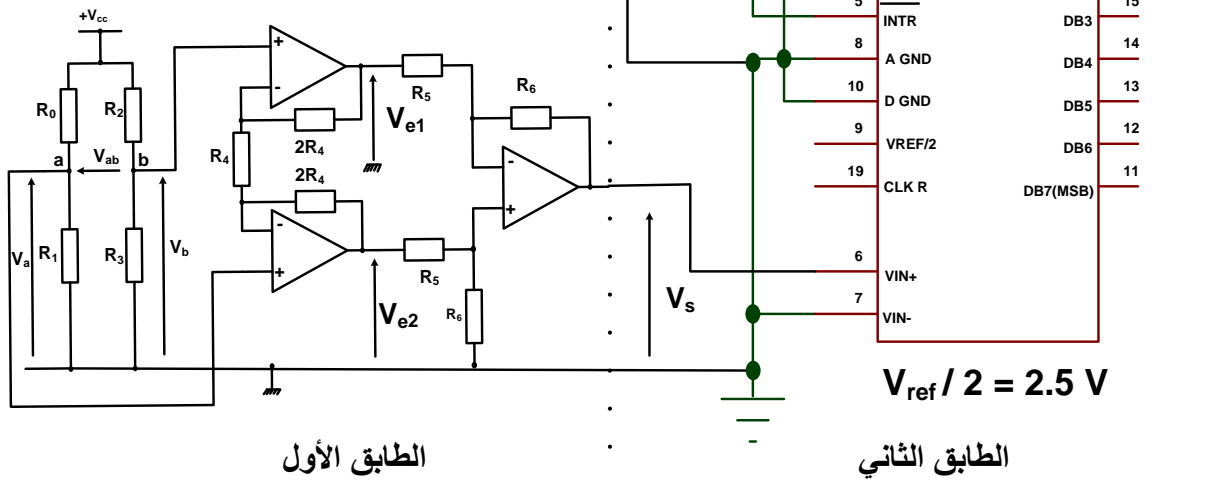 +Vcc
R0
R2
a
Vab
b
Va
R1
R3
Vb
+
-
R4
2R4
2R4
-
+
Ve1
Ve2
R5
R5
R6
-
+
R6
Vs
5
INTR
8
A GND
10
D GND
9
VREF/2
19
CLK R
6
VIN+
7
VIN-
15
DB3
14
DB4
13
DB5
12
DB6
11
DB7(MSB)
Vref / 2 = 2.5 V
الطابق الأول
الطابق الثاني